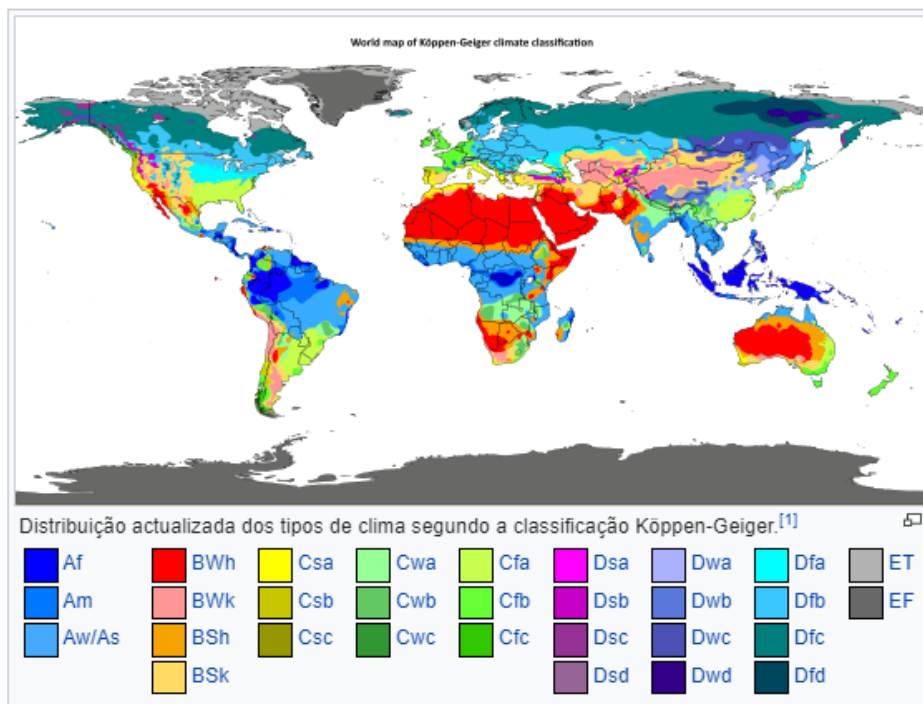 World map of Köppen-Geiger climate classification
Distribuição actualizada dos tipos de clima segundo a classificação Köppen-Geiger.[1]
Af BWh Csa Cwa Cfa Dsa Dwa Dfa ET
Am BWk Csb Cwb Cfb Dsb Dwb Dfb EF
Aw/As BSh Csc Cwc Cfc Dsc Dwc Dfc
BSk Dsd Dwd Dfd